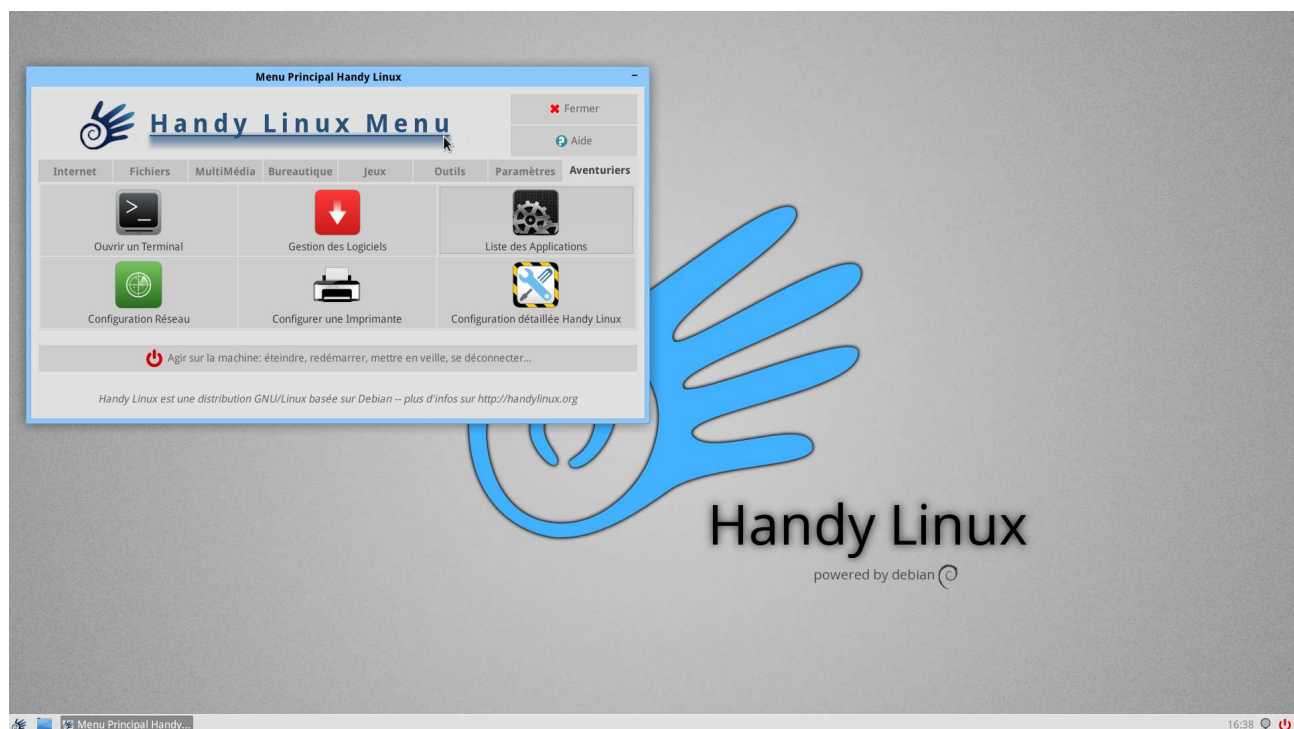 Menu Principal Handy Linux
Handy Linux Menu
Fermer
Aide
Internet Fichiers MultiMédia Bureautique Jeux Outils Paramètres Aventuriers
>_
Ouvrir un Terminal Gestion des Logiciels Liste des Applications
Configuration Réseau Configurer une Imprimante Configuration détaillée Handy Linux
Agir sur la machine: éteindre, redémarrer, mettre en veille, se déconnecter...
Handy Linux est une distribution GNU/Linux basée sur Debian -- plus d'infos sur http://handylinux.org
Handy Linux
powered by debian
Menu Principal Handy... 16:38